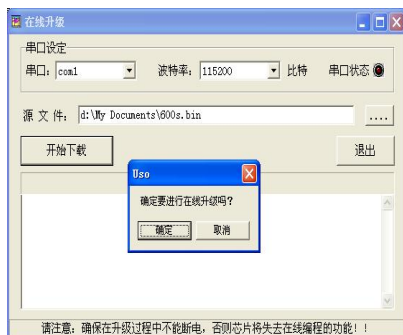 在线升级
串口设定
串口： com1 波特率： 115200 比特 串口状态
源 文 件： d:\My Documents\600s.bin ....
开始下载 退出
Uso
确定要进行在线升级吗？
确定 取消
请注意：确保在升级过程中不能断电，否则芯片将失去在线编程的功能！！